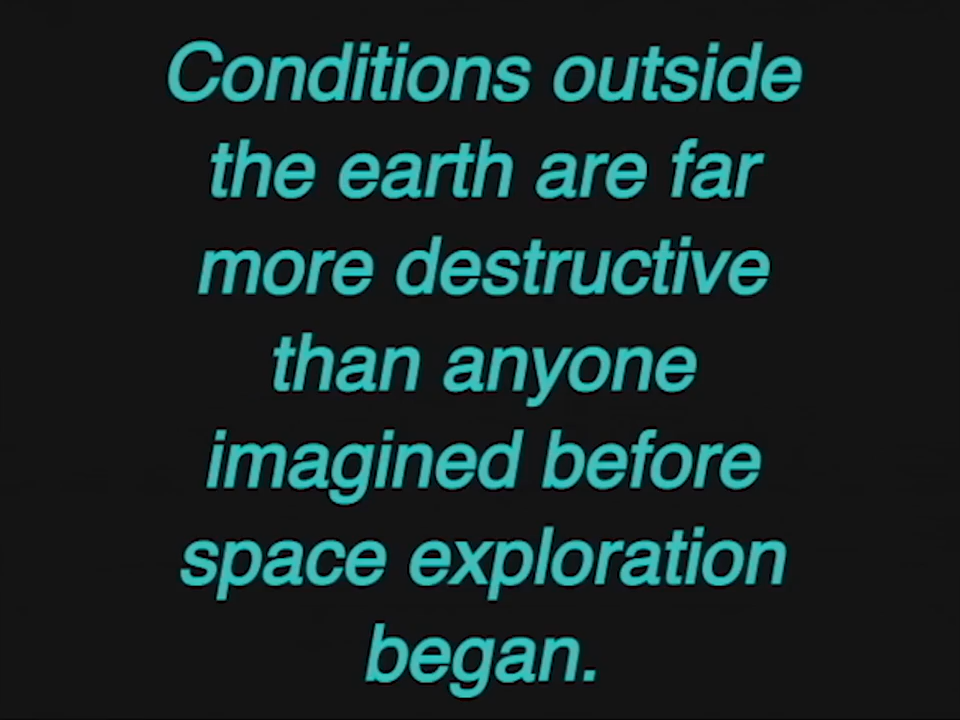 Conditions outside
the earth are far
more destructive
than anyone
imagined before
space exploration
began.